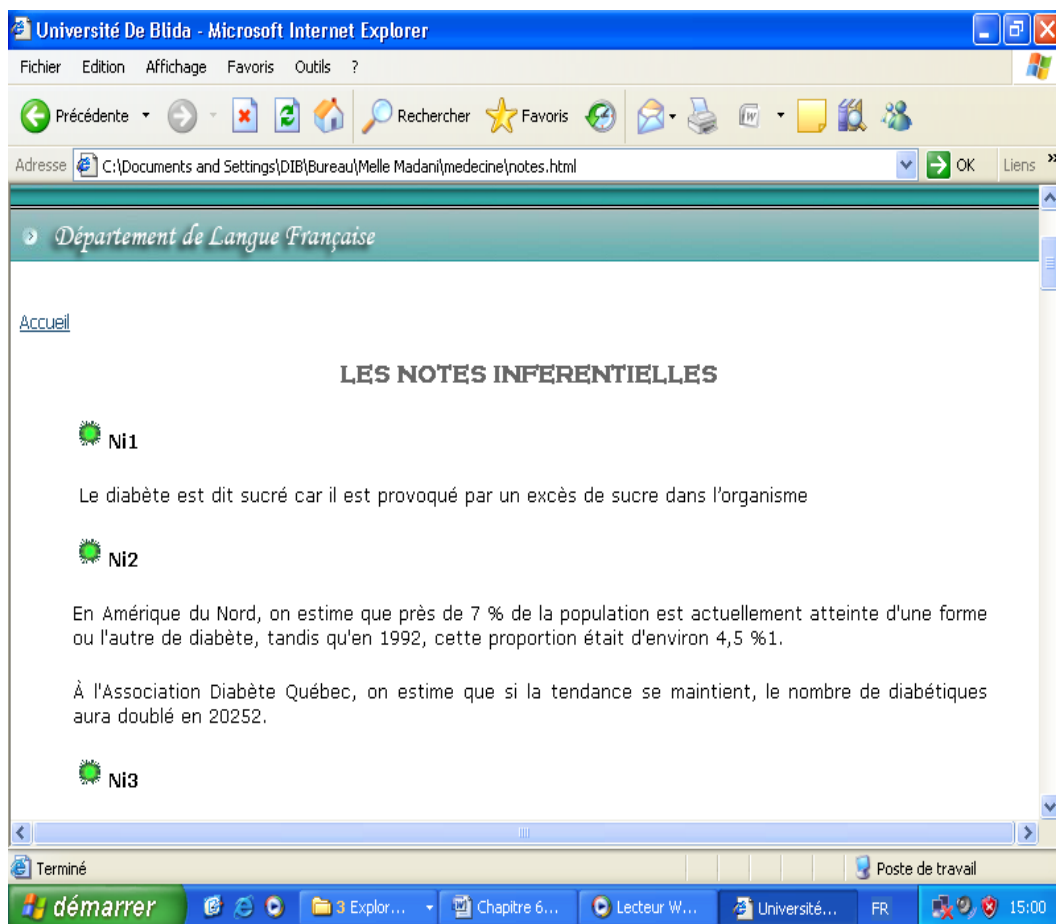 Université De Blida - Microsoft Internet Explorer
Fichier Edition Affichage Favoris Outils ?
Précédente Rechercher Favoris
Adresse C:\Documents and Settings\DIB\Bureau\Melle Madani\medecine\notes.html OK Liens »
Département de Langue Française
Accueil
LES NOTES INFERENTIELLES
Ni1
Le diabète est dit sucré car il est provoqué par un excès de sucre dans l'organisme
Ni2
En Amérique du Nord, on estime que près de 7 % de la population est actuellement atteinte d'une forme
ou l'autre de diabète, tandis qu'en 1992, cette proportion était d'environ 4,5 %1.
À l'Association Diabète Québec, on estime que si la tendance se maintient, le nombre de diabétiques
aura doublé en 20252.
Ni3
Terminé Poste de travail
démarrer 3 Explor... Chapitre 6... Lecteur W... Université... FR 15:00